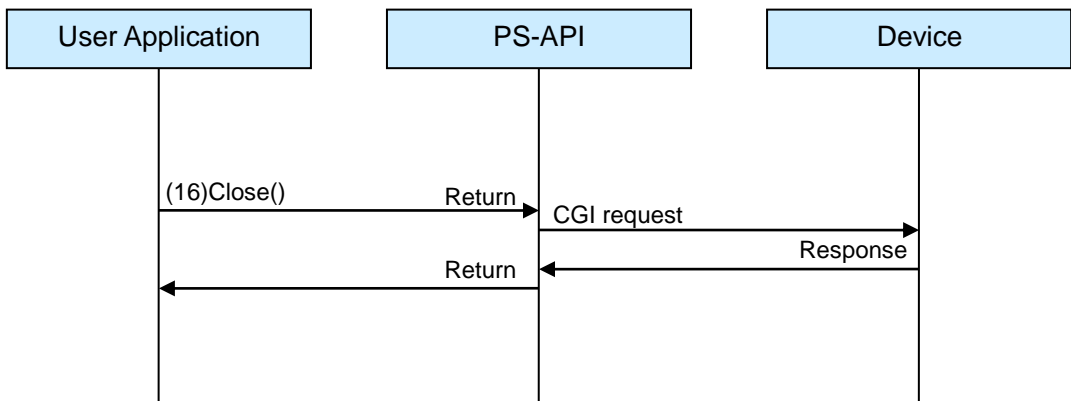 User Application
PS-API
Device
(16)Close()
Return
CGI request
Response
Return